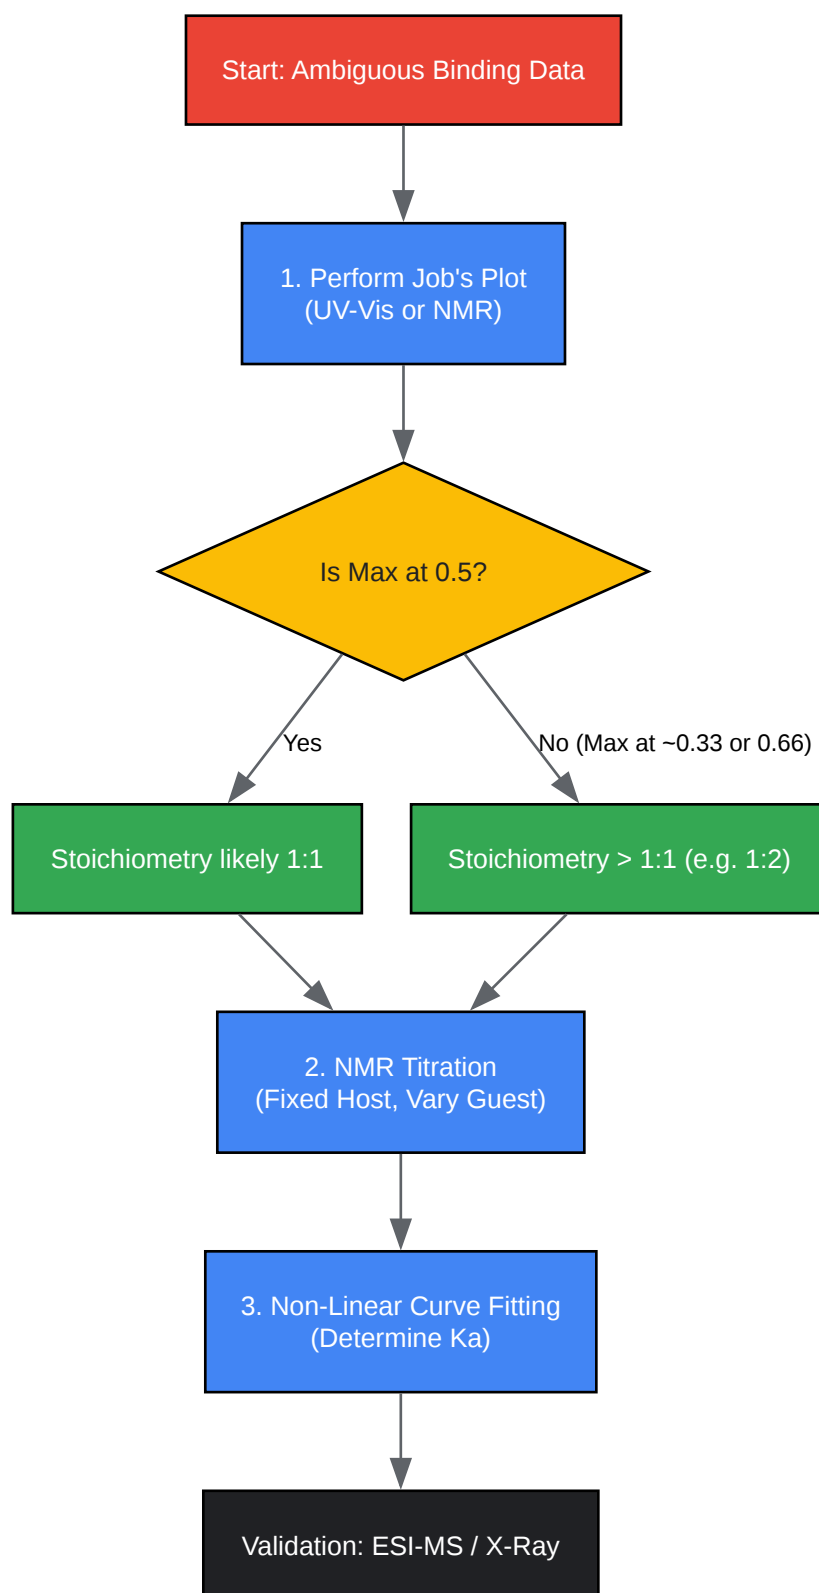 Start: Ambiguous Binding Data
1. Perform Job's Plot
(UV-Vis or NMR)
Is Max at 0.5?
Yes
No (Max at ~0.33 or 0.66)
Stoichiometry likely 1:1
Stoichiometry > 1:1 (e.g. 1:2)
2. NMR Titration
(Fixed Host, Vary Guest)
3. Non-Linear Curve Fitting
(Determine Ka)
Validation: ESI-MS / X-Ray